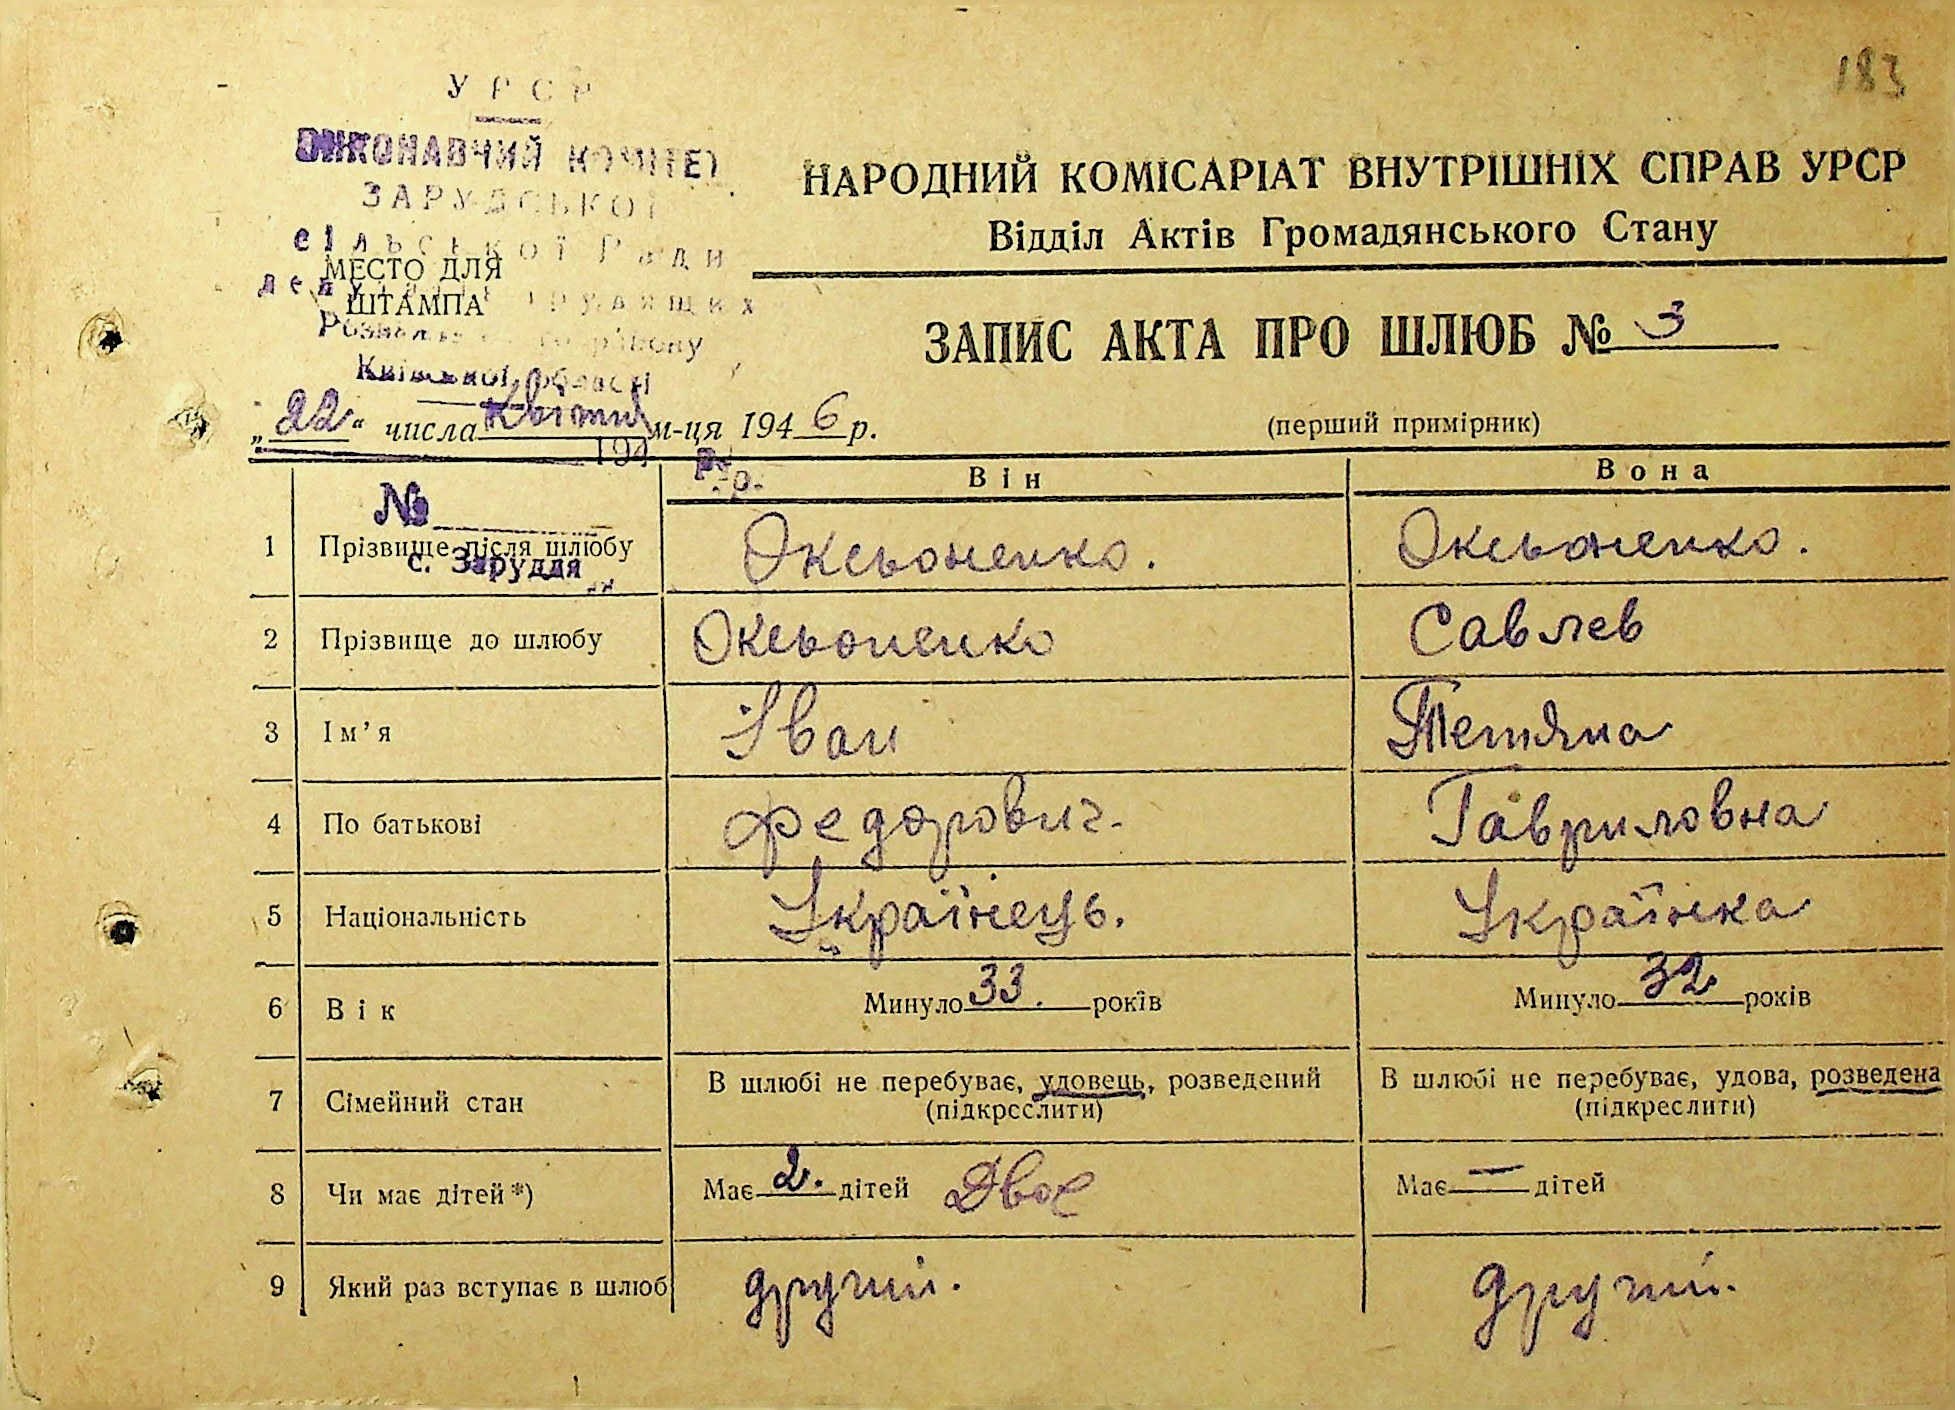 183
УРСР
ВИКОНАВЧИЙ КОМІТЕТ
ЗАРУДСЬКОЇ
сільської Ради
депутатів трудящих
МЕСТО ДЛЯ
ШТАМПА
району
Київської області
НАРОДНИЙ КОМІСАРІАТ ВНУТРІШНІХ СПРАВ УРСР
Відділ Актів Громадянського Стану
ЗАПИС АКТА ПРО ШЛЮБ № 3
(перший примірник)
„22“ числа Квітня м-ця 1946 р.
194 р.
№
с. Заруддя
Він Вона
1 Прізвище після шлюбу Оксьоненко. Оксьоненко.
2 Прізвище до шлюбу Оксьоненко Савлев
3 Ім’я Іван Тетяна
4 По батькові Федорович. Гавриловна
5 Національність Українець. Українка
6 Вік Минуло 33. років Минуло 32 років
7 Сімейний стан В шлюбі не перебуває, удовець, розведений В шлюбі не перебуває, удова, розведена
(підкреслити) (підкреслити)
8 Чи має дітей*) Має 2. дітей Двоє Має — дітей
9 Який раз вступає в шлюб другий. другий.